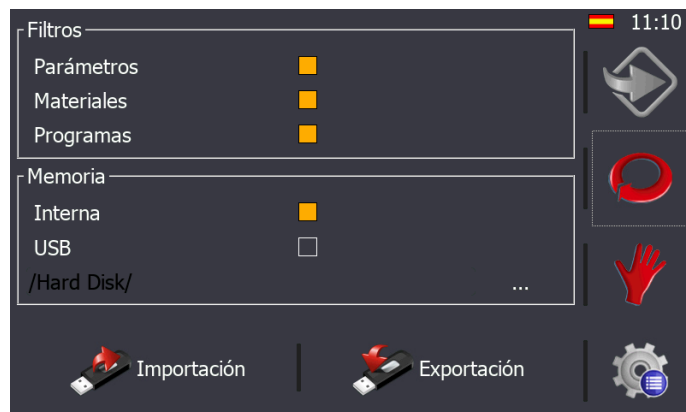 11:10
Filtros
Parámetros
Materiales
Programas
Memoria
Interna
USB
/Hard Disk/
...
Importación
Exportación